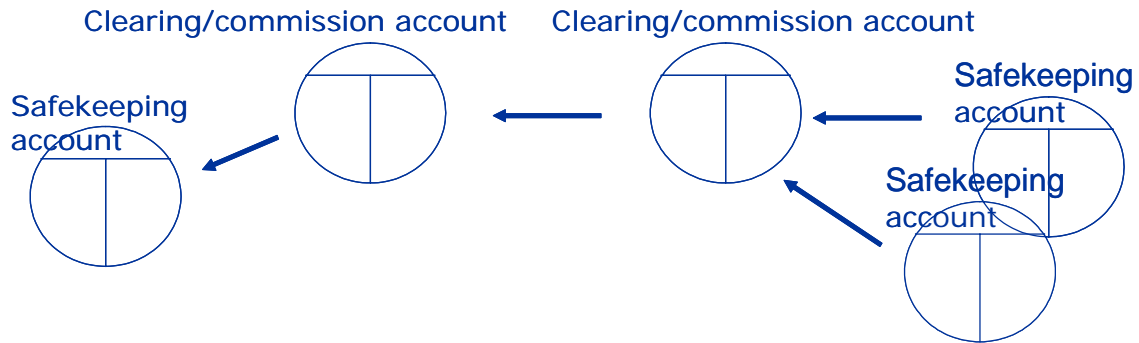 Clearing/commission account
Clearing/commission account
Safekeeping
account
Safekeeping
account
Safekeeping
account